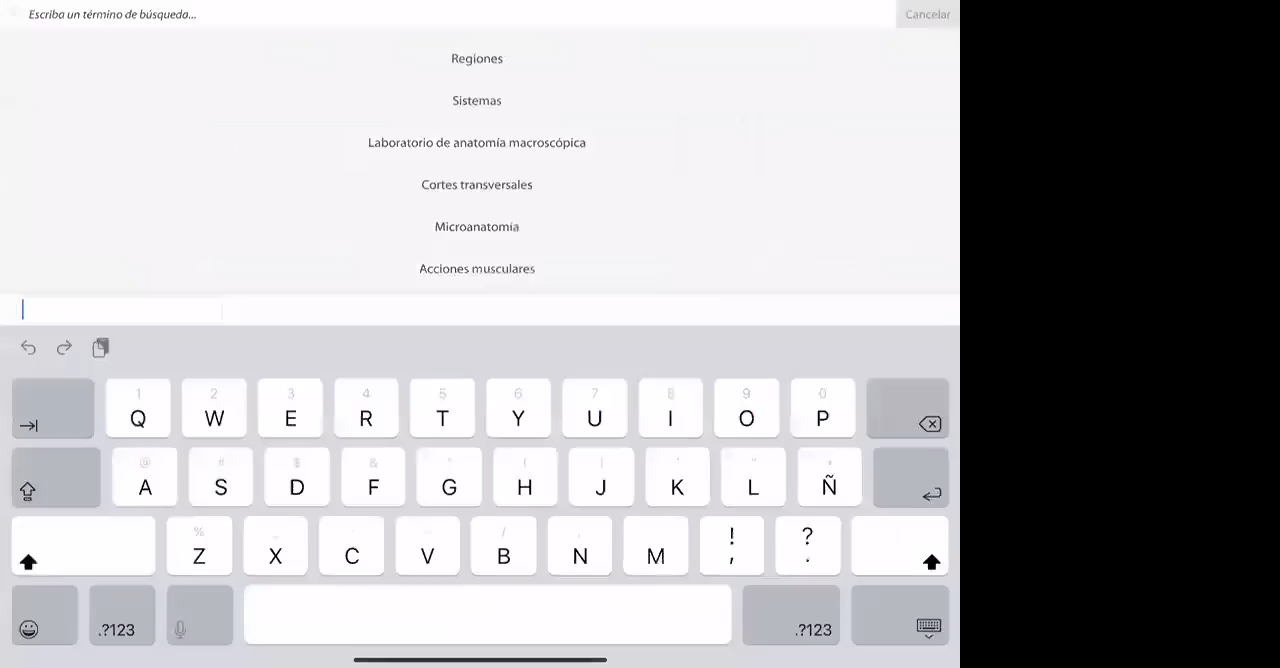 Escriba un término de búsqueda...
Cancelar
Regiones
Sistemas
Laboratorio de anatomía macroscópica
Cortes transversales
Microanatomía
Acciones musculares
1 2 3 4 5 6 7 8 9 0
Q W E R T Y U I O P
@ # $ &
A S D F G H J K L Ñ
% / ! ?
Z X C V B N M , .
.?123 .?123